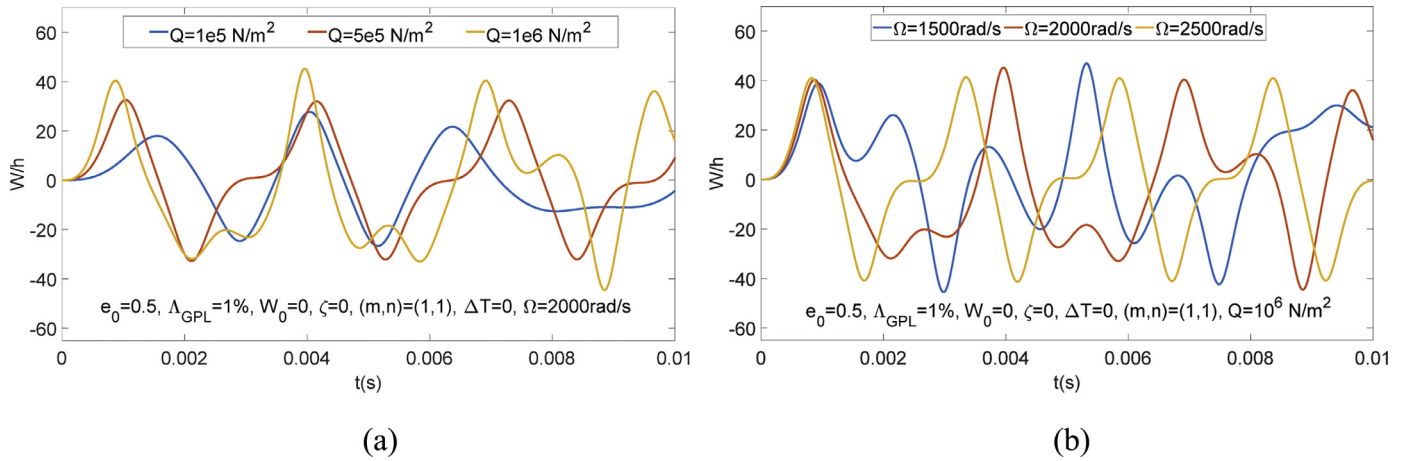 Q=1e5 N/m² Q=5e5 N/m² Q=1e6 N/m²
60
40
20
0
-20
-40
-60
W/h
e₀=0.5, Λ_GPL=1%, W₀=0, ζ=0, (m,n)=(1,1), ΔT=0, Ω=2000rad/s
0 0.002 0.004 0.006 0.008 0.01
t(s)
(a)
Ω=1500rad/s Ω=2000rad/s Ω=2500rad/s
60
40
20
0
-20
-40
-60
W/h
e₀=0.5, Λ_GPL=1%, W₀=0, ζ=0, ΔT=0, (m,n)=(1,1), Q=10⁶ N/m²
0 0.002 0.004 0.006 0.008 0.01
t(s)
(b)